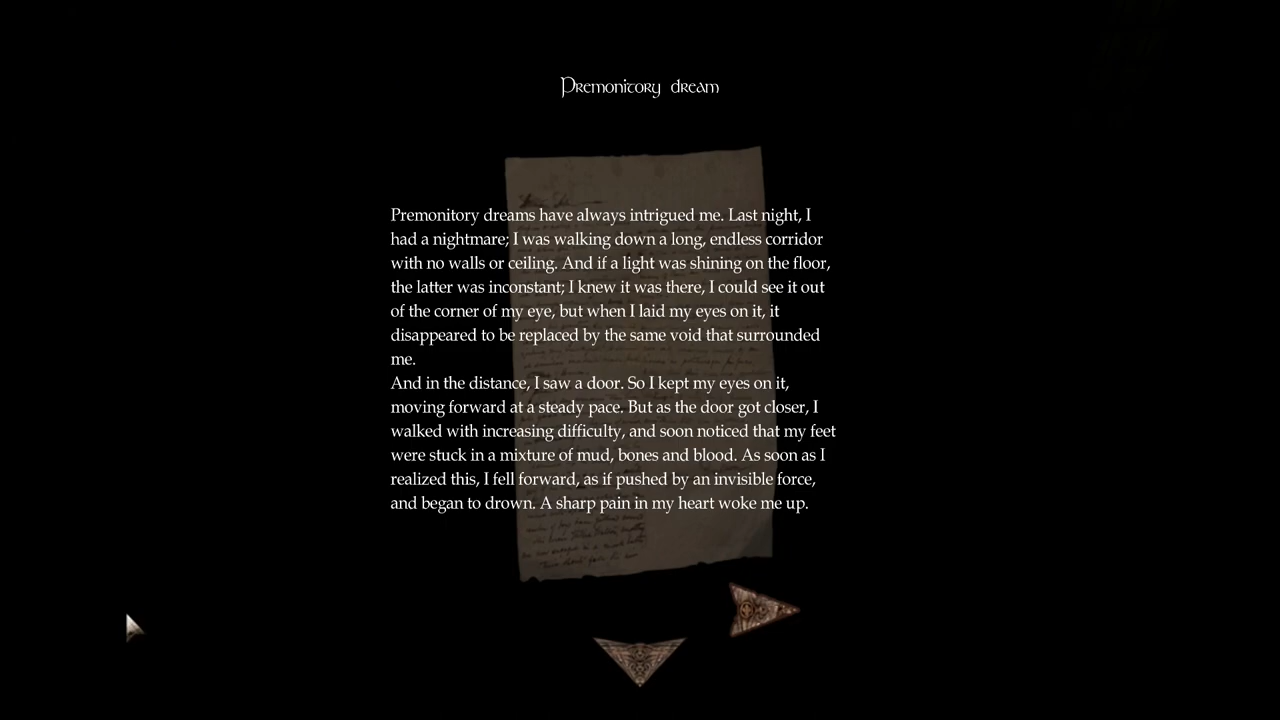 Premonitory dream
Premonitory dreams have always intrigued me. Last night, I
had a nightmare; I was walking down a long, endless corridor
with no walls or ceiling. And if a light was shining on the floor,
the latter was inconstant; I knew it was there, I could see it out
of the corner of my eye, but when I laid my eyes on it, it
disappeared to be replaced by the same void that surrounded
me.
And in the distance, I saw a door. So I kept my eyes on it,
moving forward at a steady pace. But as the door got closer, I
walked with increasing difficulty, and soon noticed that my feet
were stuck in a mixture of mud, bones and blood. As soon as I
realized this, I fell forward, as if pushed by an invisible force,
and began to drown. A sharp pain in my heart woke me up.